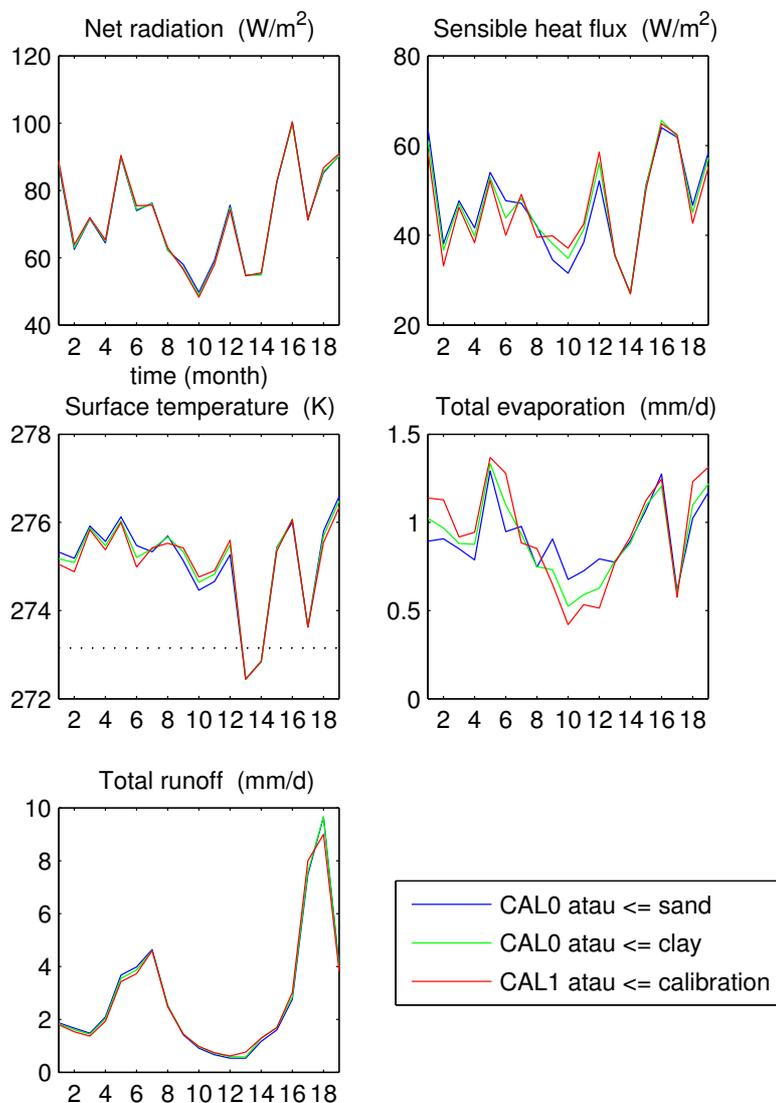 Net radiation (W/m²)
120
100
80
60
40
2 4 6 8 10 12 14 16 18
time (month)
Sensible heat flux (W/m²)
80
60
40
20
2 4 6 8 10 12 14 16 18
Surface temperature (K)
278
276
274
272
2 4 6 8 10 12 14 16 18
Total evaporation (mm/d)
1.5
1
0.5
0
2 4 6 8 10 12 14 16 18
Total runoff (mm/d)
10
8
6
4
2
0
2 4 6 8 10 12 14 16 18
CAL0 atau <= sand
CAL0 atau <= clay
CAL1 atau <= calibration